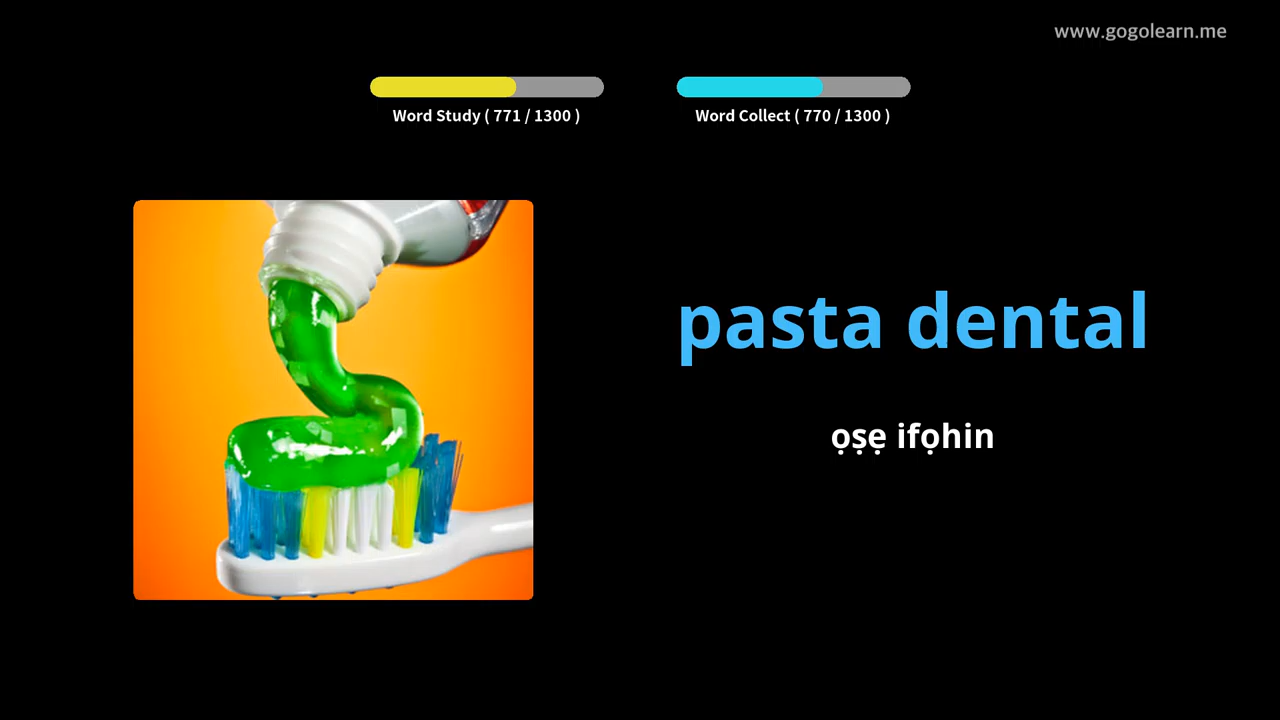 www.gogolearn.me
Word Study ( 771 / 1300 )
Word Collect ( 770 / 1300 )
pasta dental
ọṣẹ ifọhin